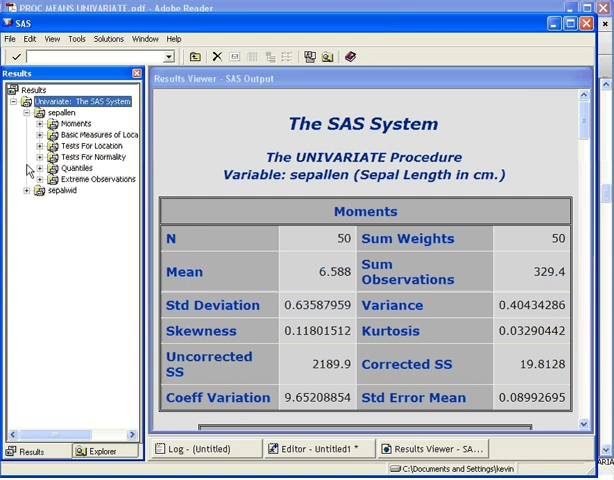 PROC MEANS UNIVARIATE.pdf - Adobe Reader
SAS
File Edit View Tools Solutions Window Help
Results
Results Viewer - SAS Output
Results
Univariate: The SAS System
sepallen
Moments
Basic Measures of Loca
Tests For Location
Tests For Normality
Quantiles
Extreme Observations
sepalwid
The SAS System
The UNIVARIATE Procedure
Variable: sepallen (Sepal Length in cm.)
Moments
N 50 Sum Weights 50
Mean 6.588 Sum Observations 329.4
Std Deviation 0.63587959 Variance 0.40434286
Skewness 0.11801512 Kurtosis 0.03290442
Uncorrected SS 2189.9 Corrected SS 19.8128
Coeff Variation 9.65208854 Std Error Mean 0.08992695
Results Explorer
Log - (Untitled) Editor - Untitled1 * Results Viewer - SA...
C:\Documents and Settings\kevin